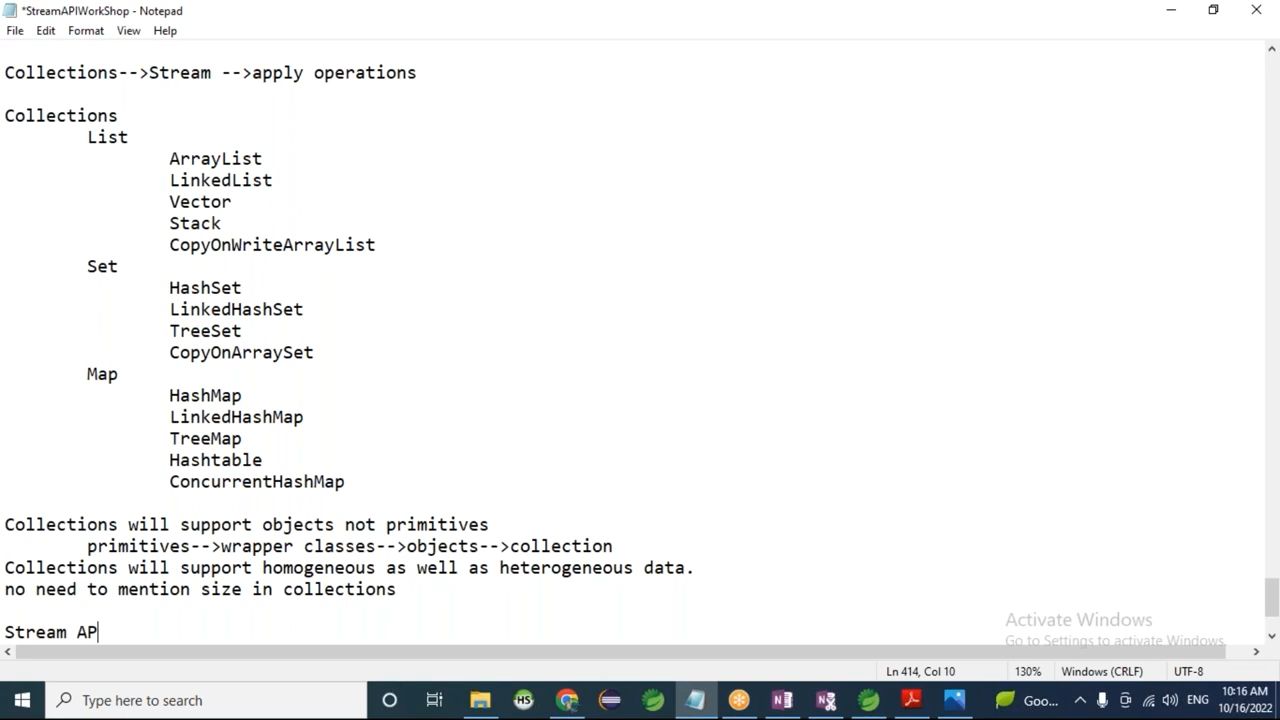 *StreamAPIWorkShop - Notepad
File Edit Format View Help
Collections-->Stream -->apply operations
Collections
List
ArrayList
LinkedList
Vector
Stack
CopyOnWriteArrayList
Set
HashSet
LinkedHashSet
TreeSet
CopyOnArraySet
Map
HashMap
LinkedHashMap
TreeMap
Hashtable
ConcurrentHashMap
Collections will support objects not primitives
primitives-->wrapper classes-->objects-->collection
Collections will support homogeneous as well as heterogeneous data.
no need to mention size in collections
Stream AP
Activate Windows
Go to Settings to activate Windows.
Ln 414, Col 10 130% Windows (CRLF) UTF-8
Type here to search HS Goo... ENG 10:16 AM
10/16/2022